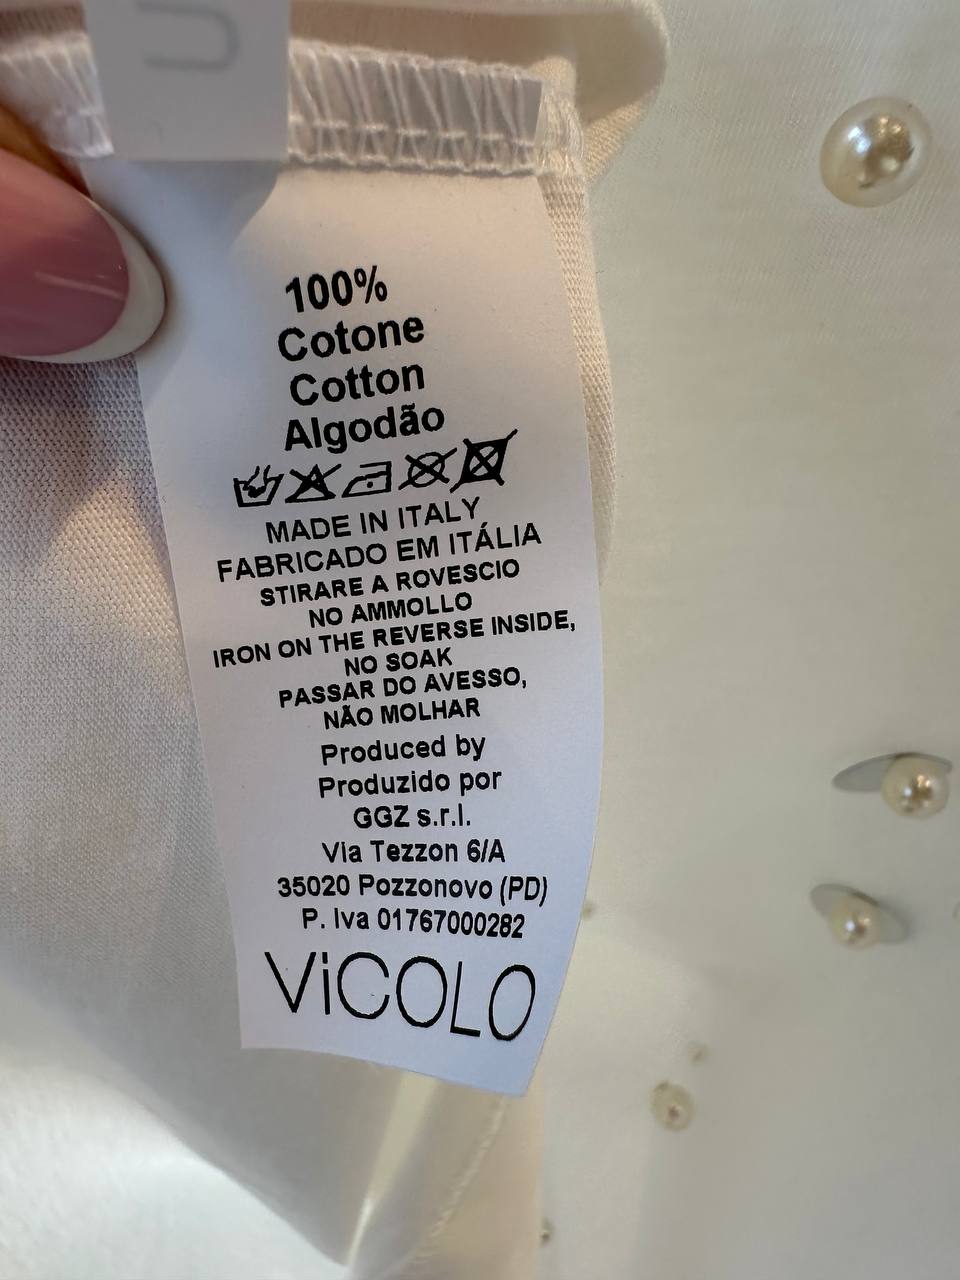 100%
Cotone
Cotton
Algodão
MADE IN ITALY
FABRICADO EM ITÁLIA
STIRARE A ROVESCIO
NO AMMOLLO
IRON ON THE REVERSE INSIDE,
NO SOAK
PASSAR DO AVESSO,
NÃO MOLHAR
Produced by
Produzido por
GGZ s.r.l.
Via Tezzon 6/A
35020 Pozzonovo (PD)
P. Iva 01767000282
ViCOLO